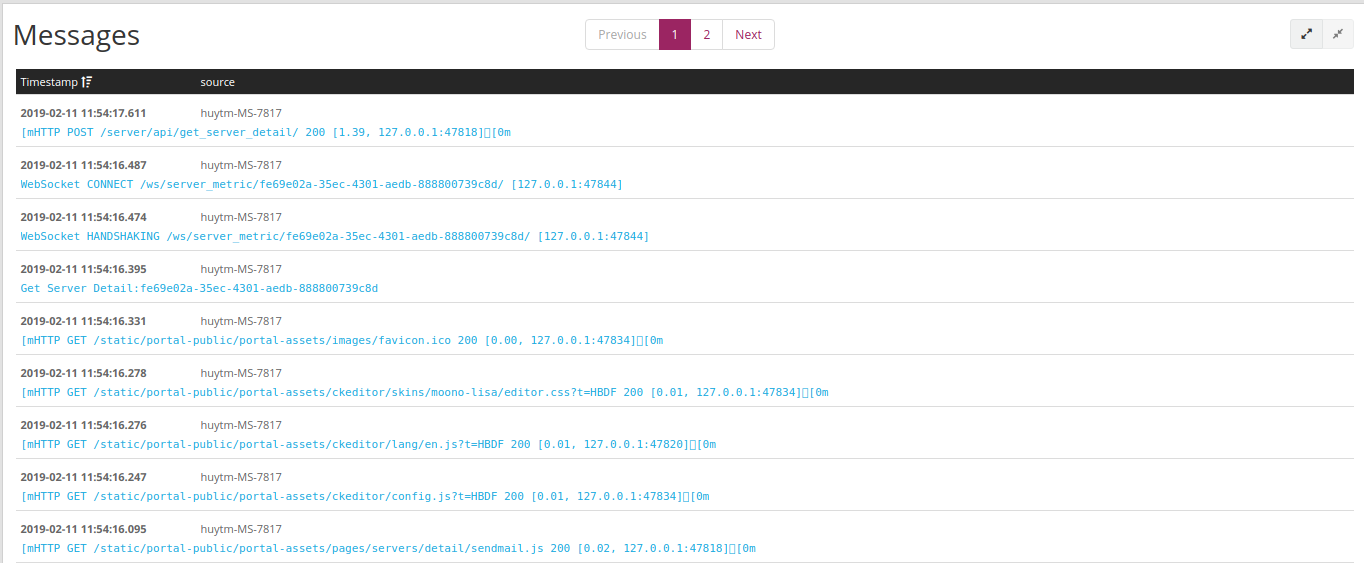 Messages
Previous 1 2 Next
Timestamp source
2019-02-11 11:54:17.611 huytm-MS-7817
[mHTTP POST /server/api/get_server_detail/ 200 [1.39, 127.0.0.1:47818]▯[0m
2019-02-11 11:54:16.487 huytm-MS-7817
WebSocket CONNECT /ws/server_metric/fe69e02a-35ec-4301-aedb-888800739c8d/ [127.0.0.1:47844]
2019-02-11 11:54:16.474 huytm-MS-7817
WebSocket HANDSHAKING /ws/server_metric/fe69e02a-35ec-4301-aedb-888800739c8d/ [127.0.0.1:47844]
2019-02-11 11:54:16.395 huytm-MS-7817
Get Server Detail:fe69e02a-35ec-4301-aedb-888800739c8d
2019-02-11 11:54:16.331 huytm-MS-7817
[mHTTP GET /static/portal-public/portal-assets/images/favicon.ico 200 [0.00, 127.0.0.1:47834]▯[0m
2019-02-11 11:54:16.278 huytm-MS-7817
[mHTTP GET /static/portal-public/portal-assets/ckeditor/skins/moono-lisa/editor.css?t=HBDF 200 [0.01, 127.0.0.1:47834]▯[0m
2019-02-11 11:54:16.276 huytm-MS-7817
[mHTTP GET /static/portal-public/portal-assets/ckeditor/lang/en.js?t=HBDF 200 [0.01, 127.0.0.1:47820]▯[0m
2019-02-11 11:54:16.247 huytm-MS-7817
[mHTTP GET /static/portal-public/portal-assets/ckeditor/config.js?t=HBDF 200 [0.01, 127.0.0.1:47834]▯[0m
2019-02-11 11:54:16.095 huytm-MS-7817
[mHTTP GET /static/portal-public/portal-assets/pages/servers/detail/sendmail.js 200 [0.02, 127.0.0.1:47818]▯[0m